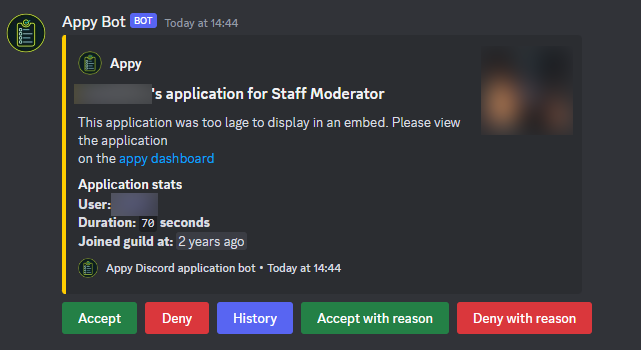 Appy Bot BOT Today at 14:44
Appy
's application for Staff Moderator
This application was too lage to display in an embed. Please view
the application
on the appy dashboard
Application stats
User:
Duration: 70 seconds
Joined guild at: 2 years ago
Appy Discord application bot • Today at 14:44
Accept Deny History Accept with reason Deny with reason